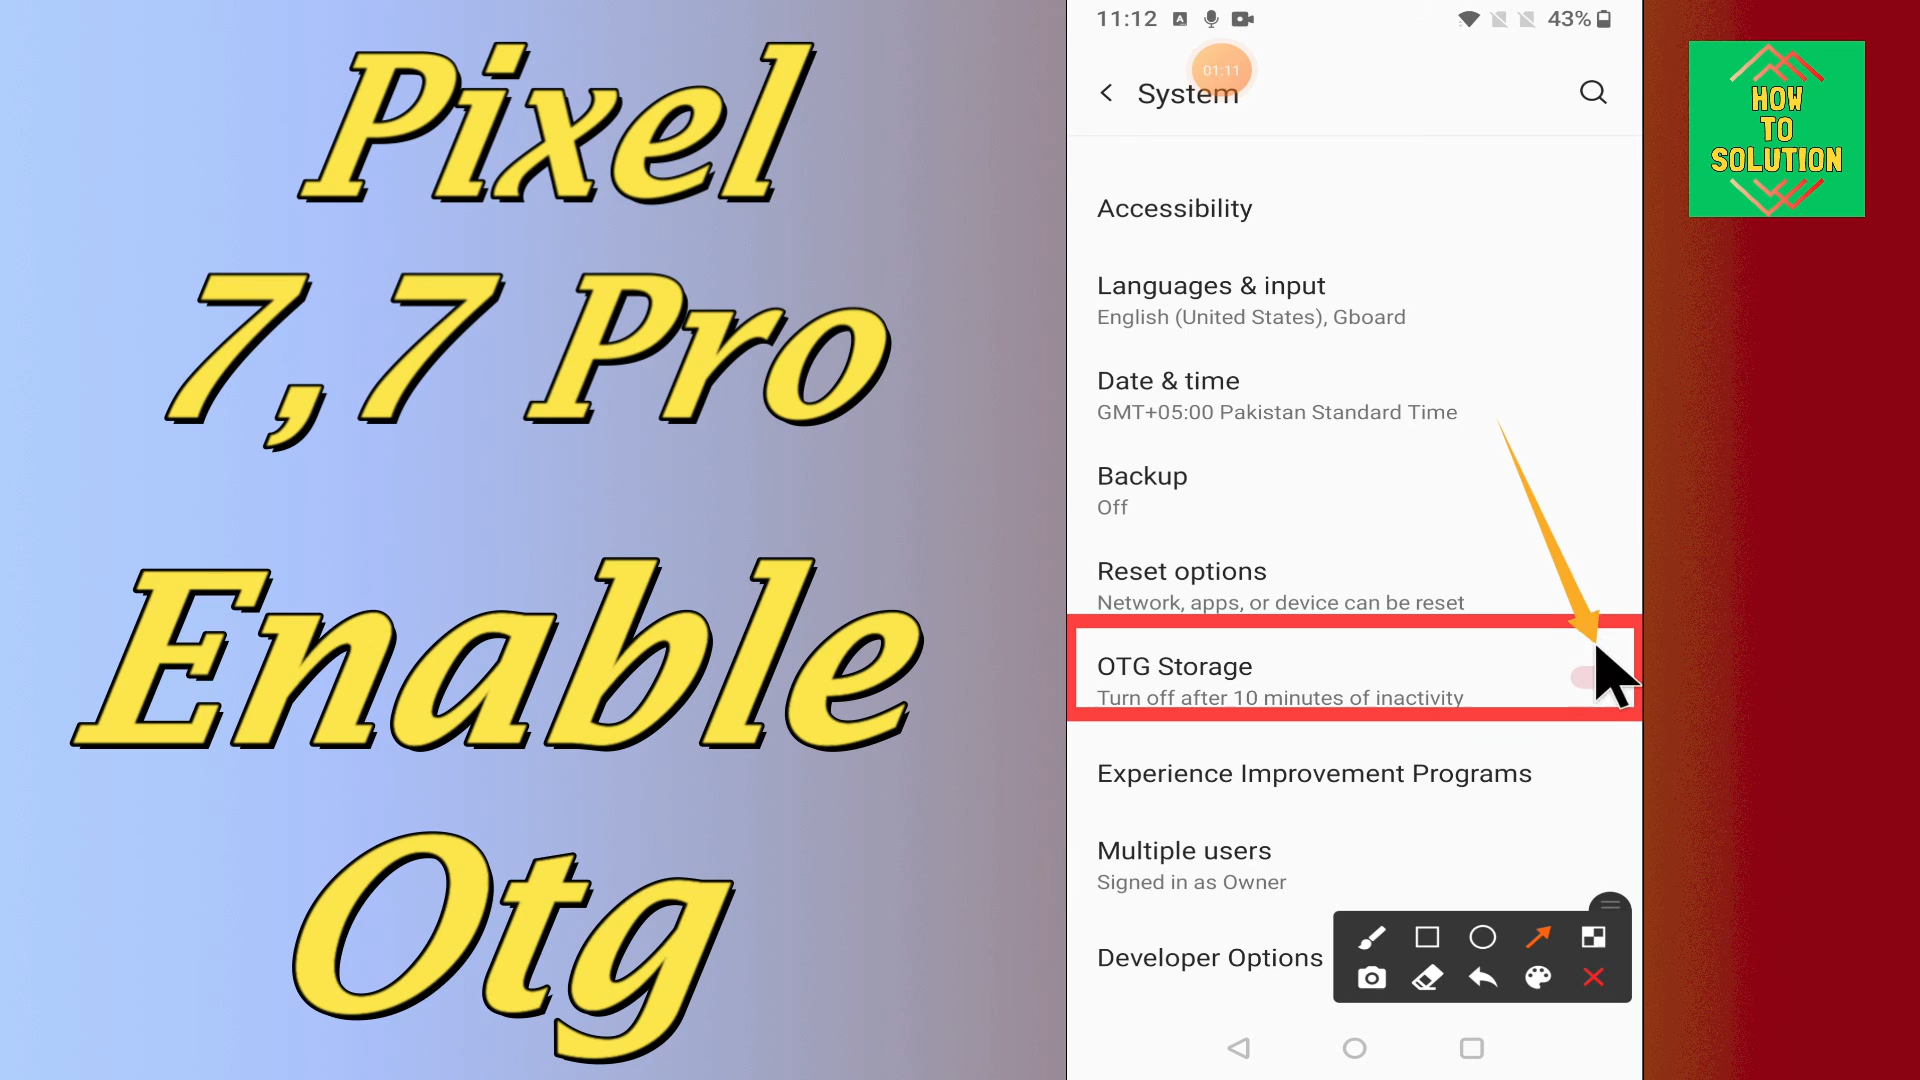 Pixel
7,7 Pro
Enable
Otg
11:12
43%
01:11
System
Accessibility
Languages & input
English (United States), Gboard
Date & time
GMT+05:00 Pakistan Standard Time
Backup
Off
Reset options
Network, apps, or device can be reset
OTG Storage
Turn off after 10 minutes of inactivity
Experience Improvement Programs
Multiple users
Signed in as Owner
Developer Options
HOW
TO
SOLUTION